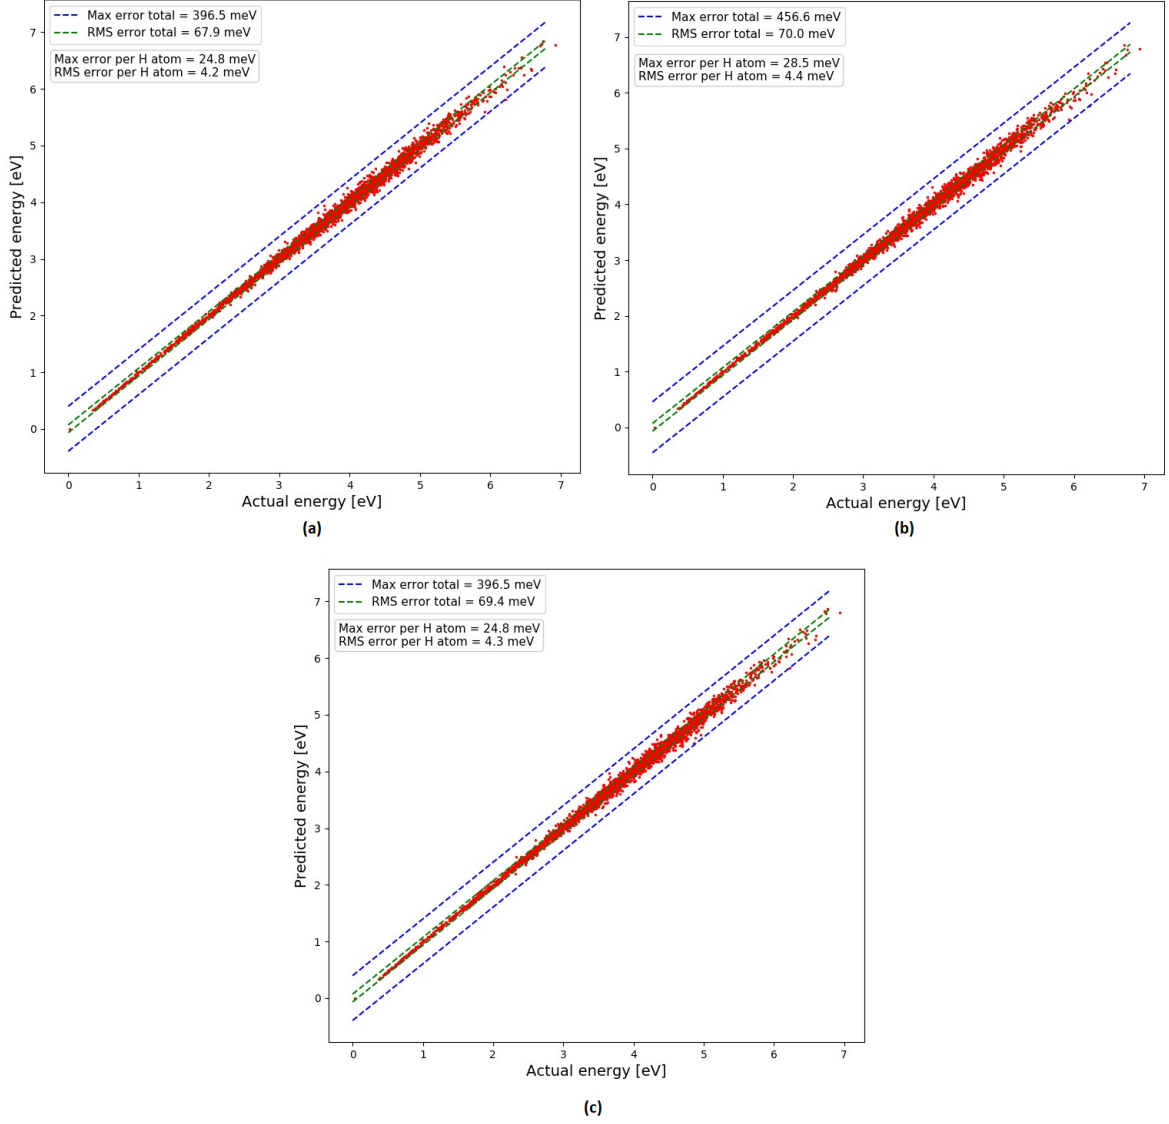 Max error total = 396.5 meV
RMS error total = 67.9 meV
Max error per H atom = 24.8 meV
RMS error per H atom = 4.2 meV
Predicted energy [eV]
7
6
5
4
3
2
1
0
0 1 2 3 4 5 6 7
Actual energy [eV]
(a)
Max error total = 456.6 meV
RMS error total = 70.0 meV
Max error per H atom = 28.5 meV
RMS error per H atom = 4.4 meV
Predicted energy [eV]
7
6
5
4
3
2
1
0
0 1 2 3 4 5 6 7
Actual energy [eV]
(b)
Max error total = 396.5 meV
RMS error total = 69.4 meV
Max error per H atom = 24.8 meV
RMS error per H atom = 4.3 meV
Predicted energy [eV]
7
6
5
4
3
2
1
0
0 1 2 3 4 5 6 7
Actual energy [eV]
(c)